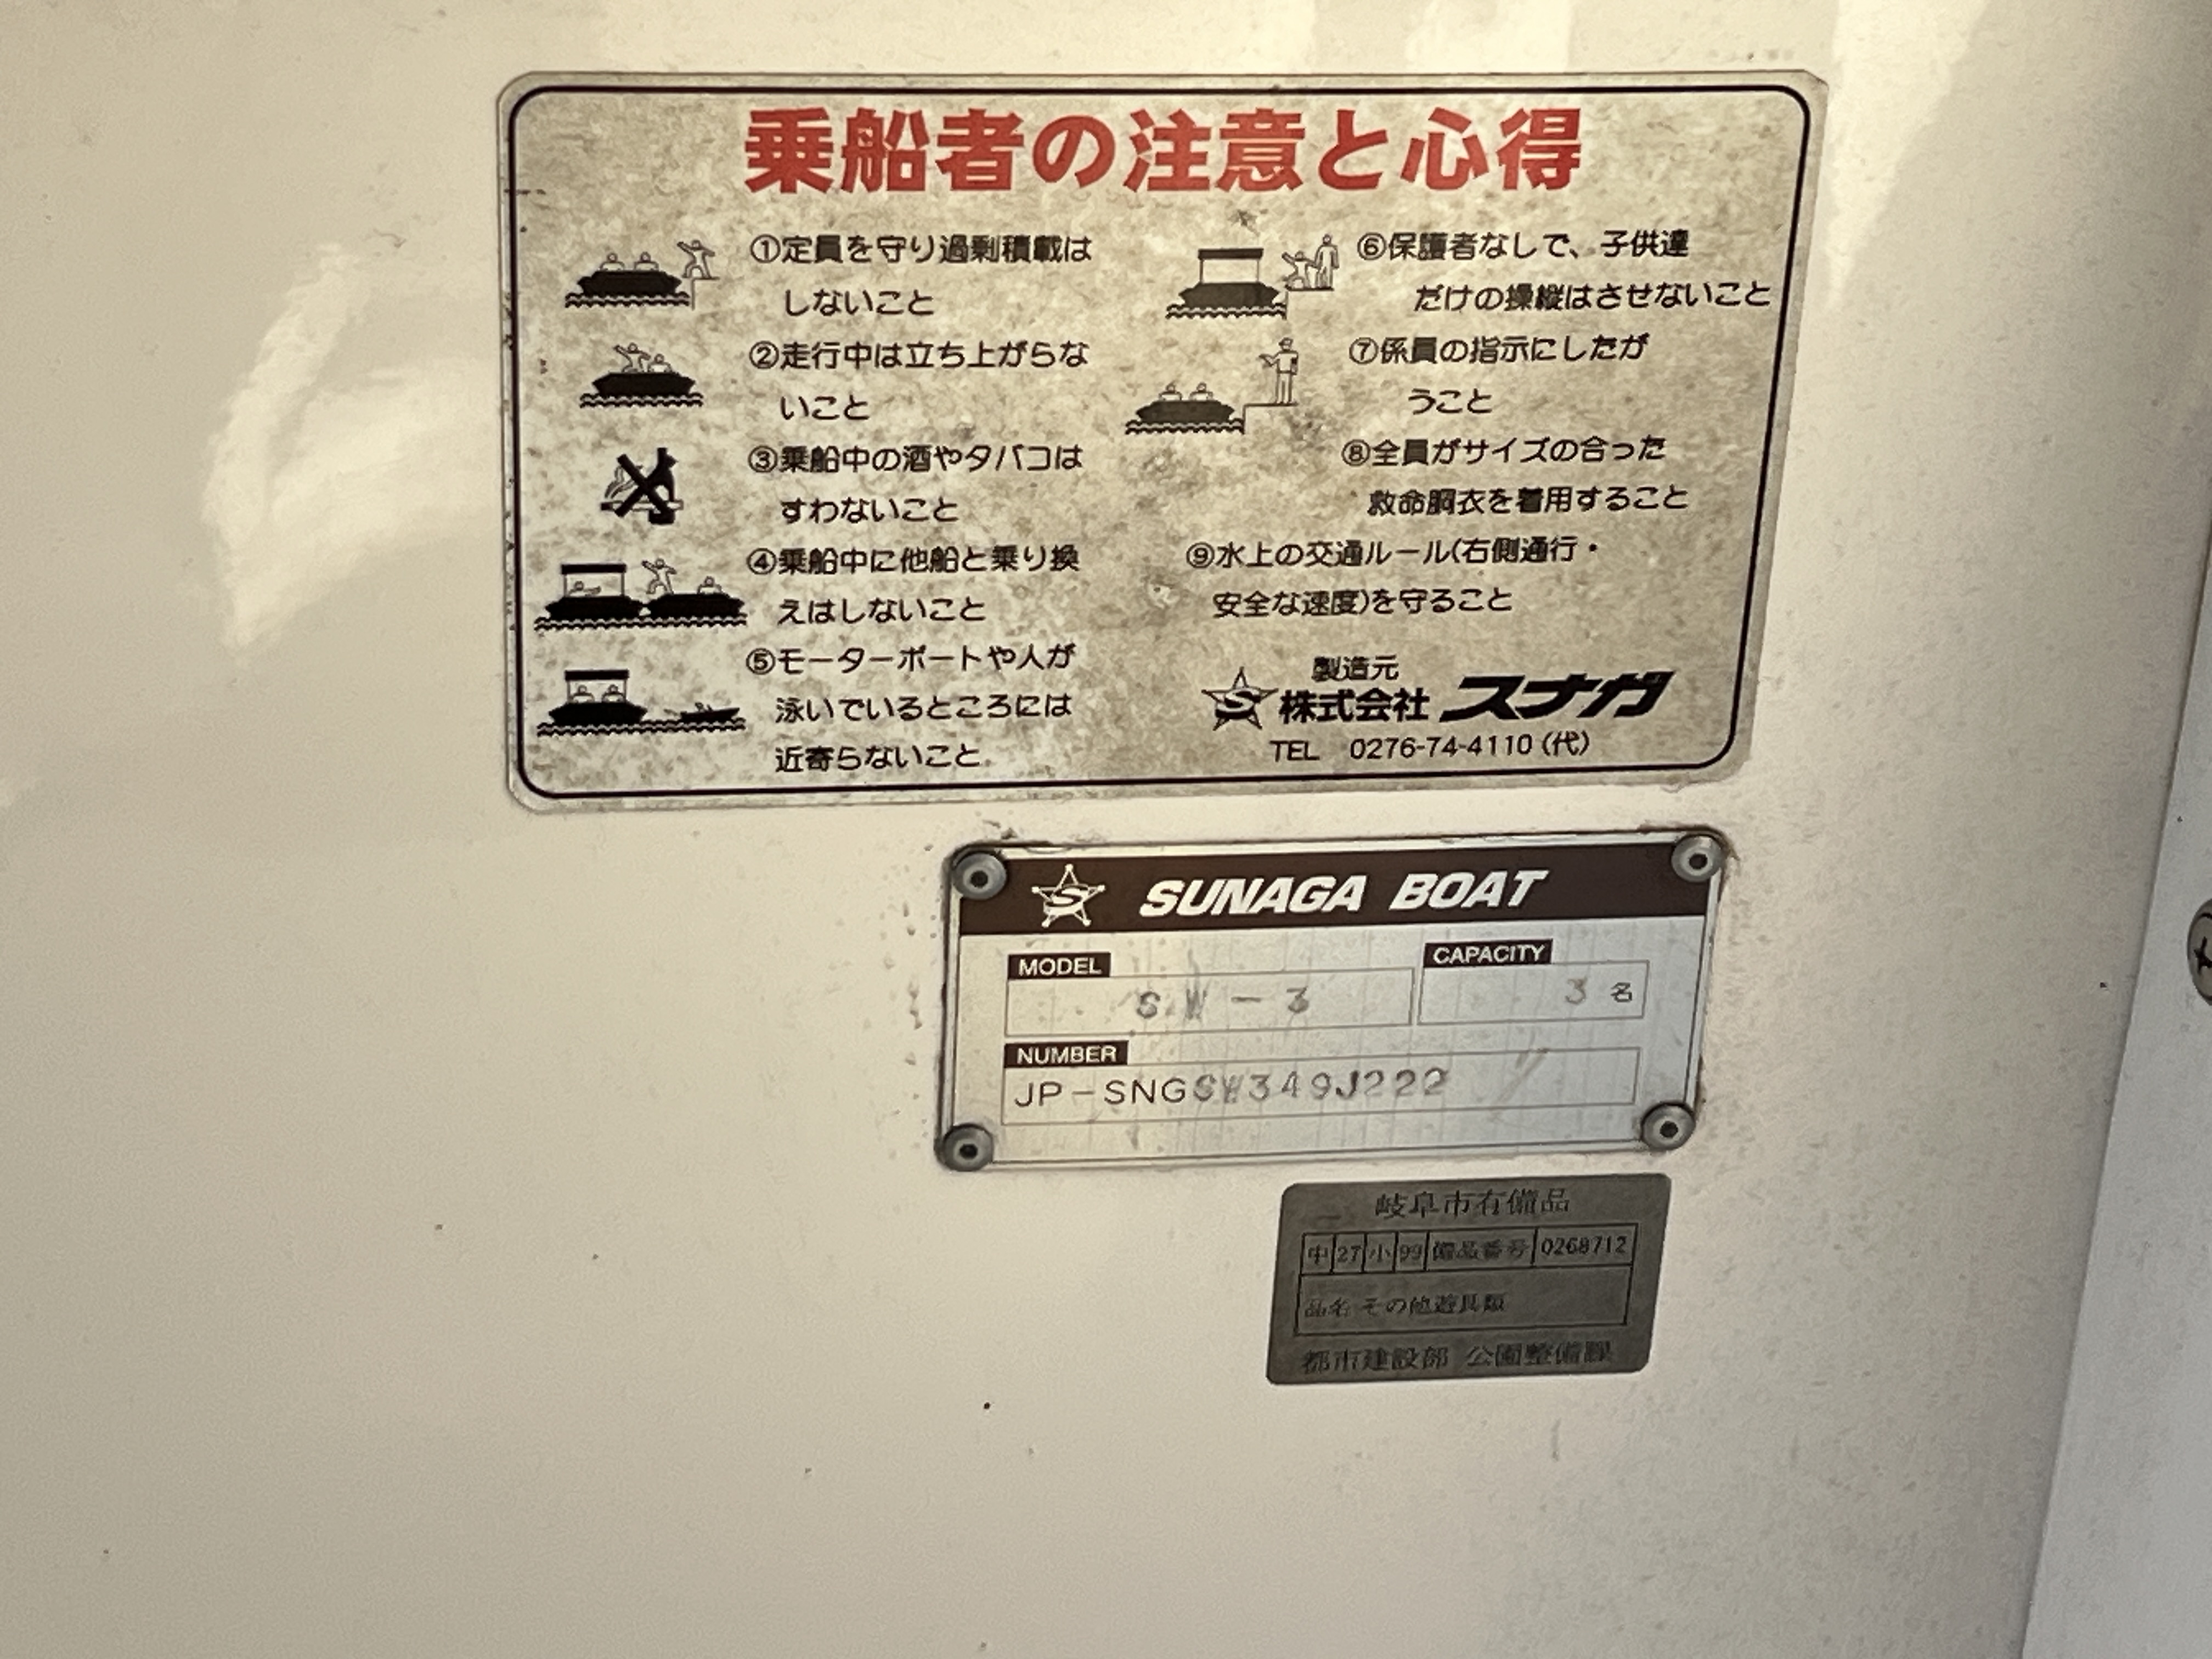 乗船者の注意と心得
①定員を守り過剰積載は
しないこと
②走行中は立ち上がらな
いこと
③乗船中の酒やタバコは
すわないこと
④乗船中に他船と乗り換
えはしないこと
⑤モーターボートや人が
泳いでいるところには
近寄らないこと
⑥保護者なしで、子供達
だけの操縦はさせないこと
⑦係員の指示にしたが
うこと
⑧全員がサイズの合った
救命胴衣を着用すること
⑨水上の交通ルール(右側通行・
安全な速度)を守ること
製造元
S 株式会社 スナガ
TEL 0276-74-4110 (代)
S SUNAGA BOAT
MODEL
SW-3
CAPACITY
3 名
NUMBER
JP-SNGSW349J222
岐阜市有備品
中 27 小 99 備品番号 0268712
品名 その他遊具類
都市建設部 公園整備課